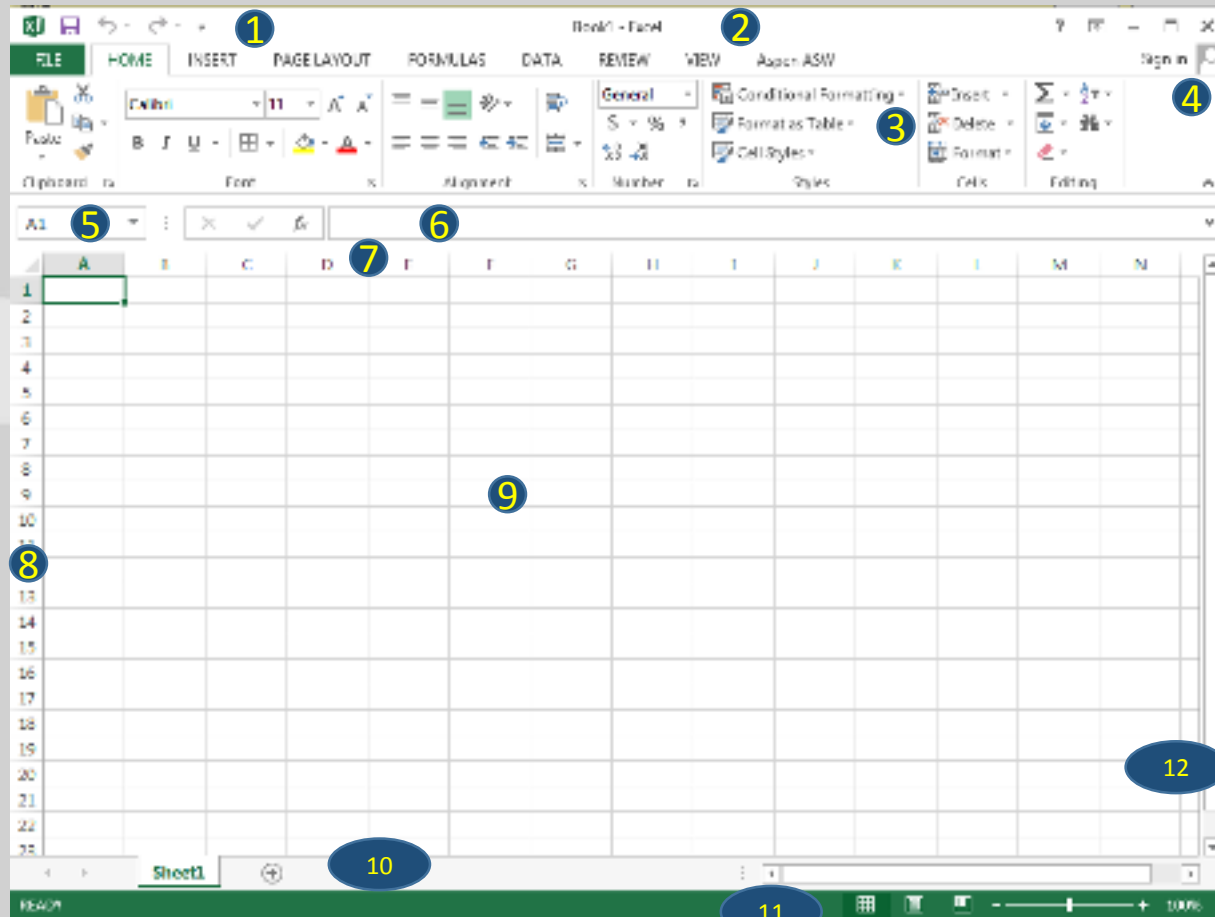 1 Book1 - Excel 2 ?
FILE HOME INSERT PAGE LAYOUT FORMULAS DATA REVIEW VIEW Aspen ASW Sign in
4
Paste Calibri 11 A A General Conditional Formatting Insert
B I U A $ % , Format as Table 3 Delete
Cell Styles Format
Clipboard Font Alignment Number Styles Cells Editing
A1 5 fx 6
7
A B C D E F G H I J K L M N
1
2
3
4
5
6
7
8
9
9
10
8
13
14
15
16
17
18
19
20
12
21
22
23
Sheet1 10
READY 11 100%